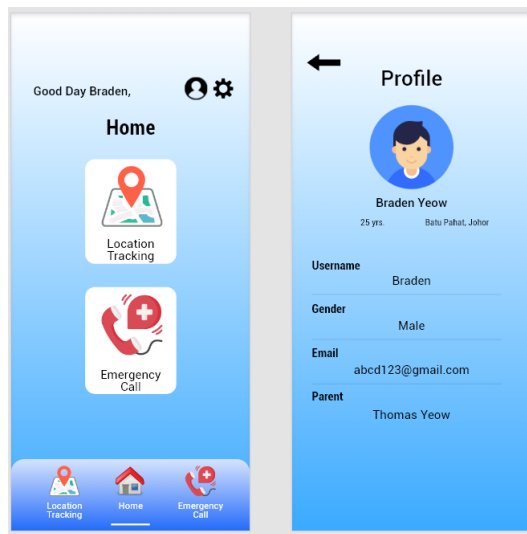 Good Day Braden,
Home
Location
Tracking
Emergency
Call
Location
Tracking
Home
Emergency
Call
Profile
Braden Yeow
25 yrs.
Batu Pahat, Johor
Username
Braden
Gender
Male
Email
abcd123@gmail.com
Parent
Thomas Yeow